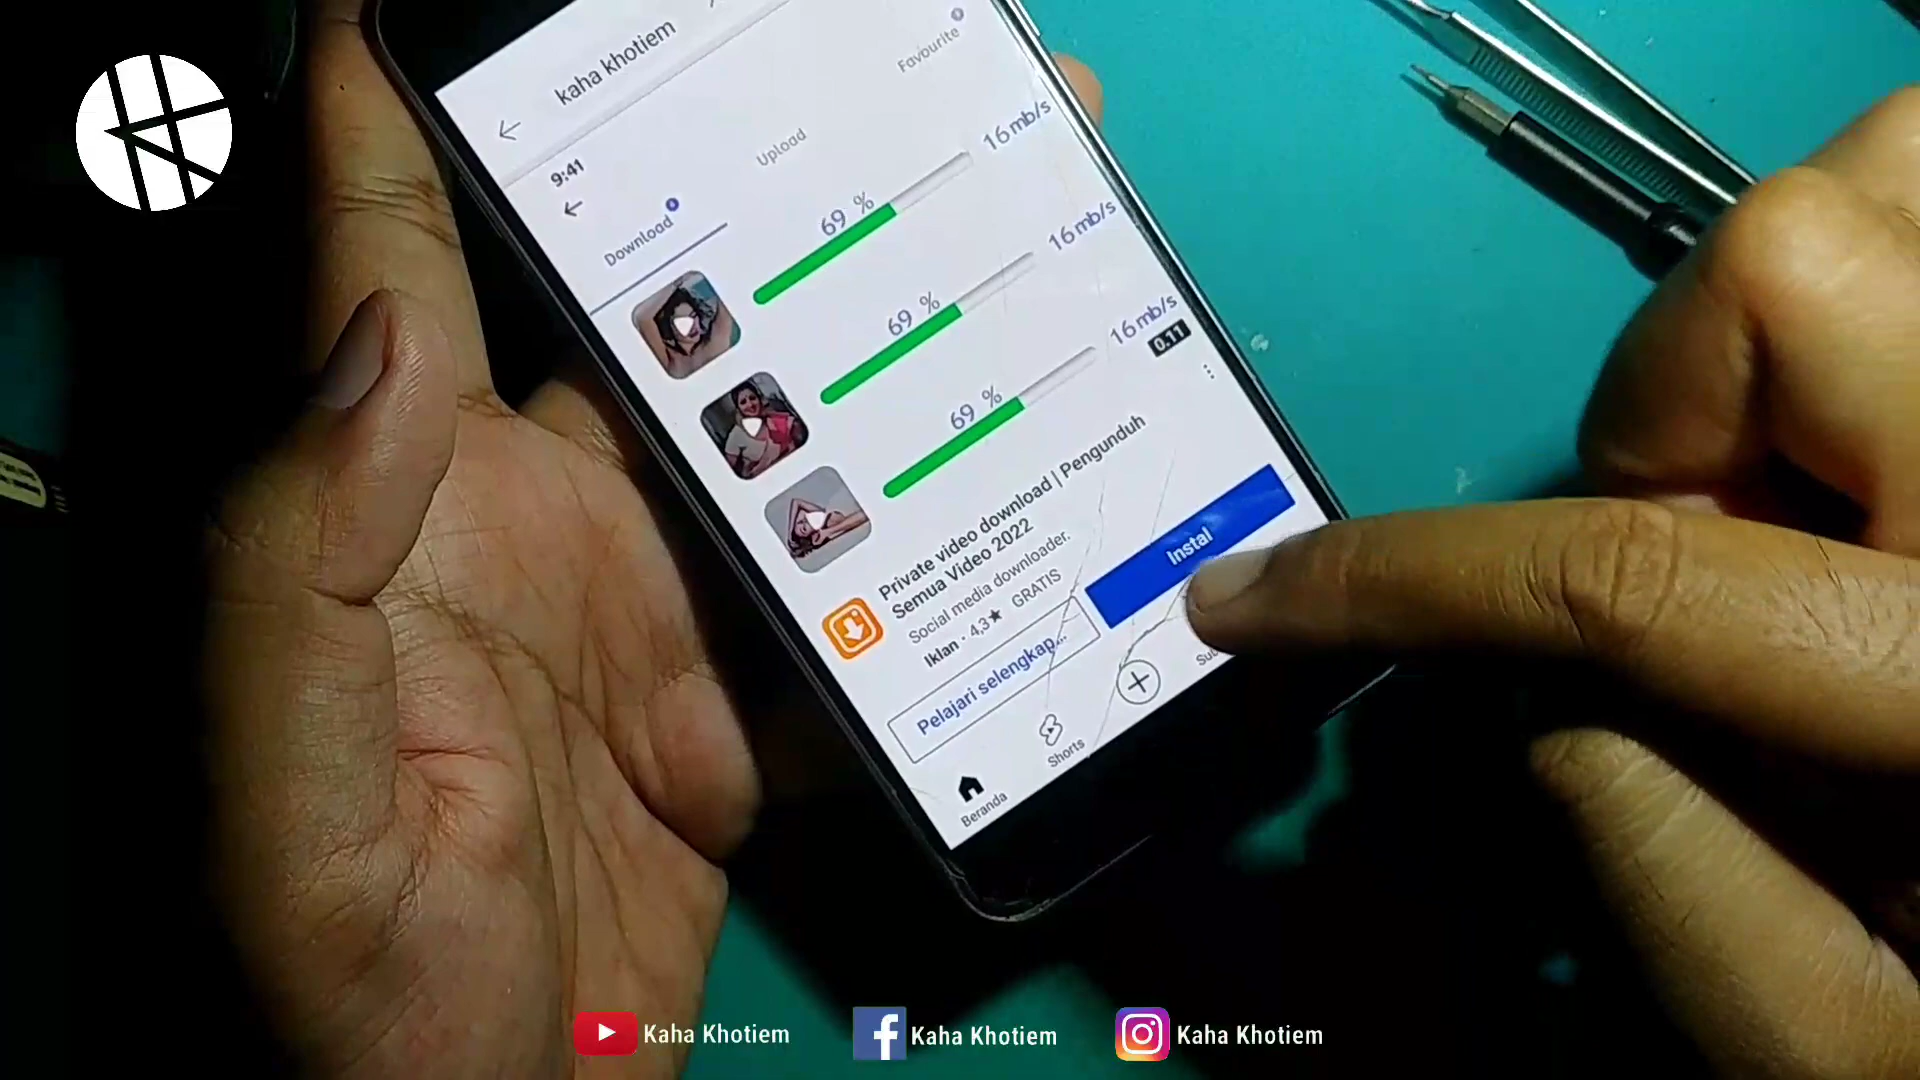 kaha khotiem
9:41
Download
Upload
Favourite
69 %
16 mb/s
69 %
16 mb/s
69 %
16 mb/s
0.11
Private video download | Pengunduh
Semua Video 2022
Social media downloader.
Iklan · 4,3★ GRATIS
Pelajari selengkap...
Instal
Beranda
Shorts
Kaha Khotiem
Kaha Khotiem
Kaha Khotiem